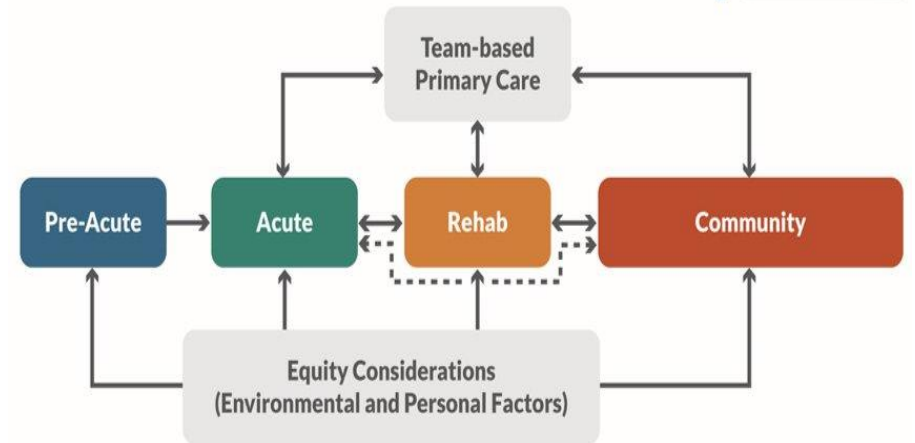 Team-based
Primary Care
Pre-Acute
Acute
Rehab
Community
Equity Considerations
(Environmental and Personal Factors)